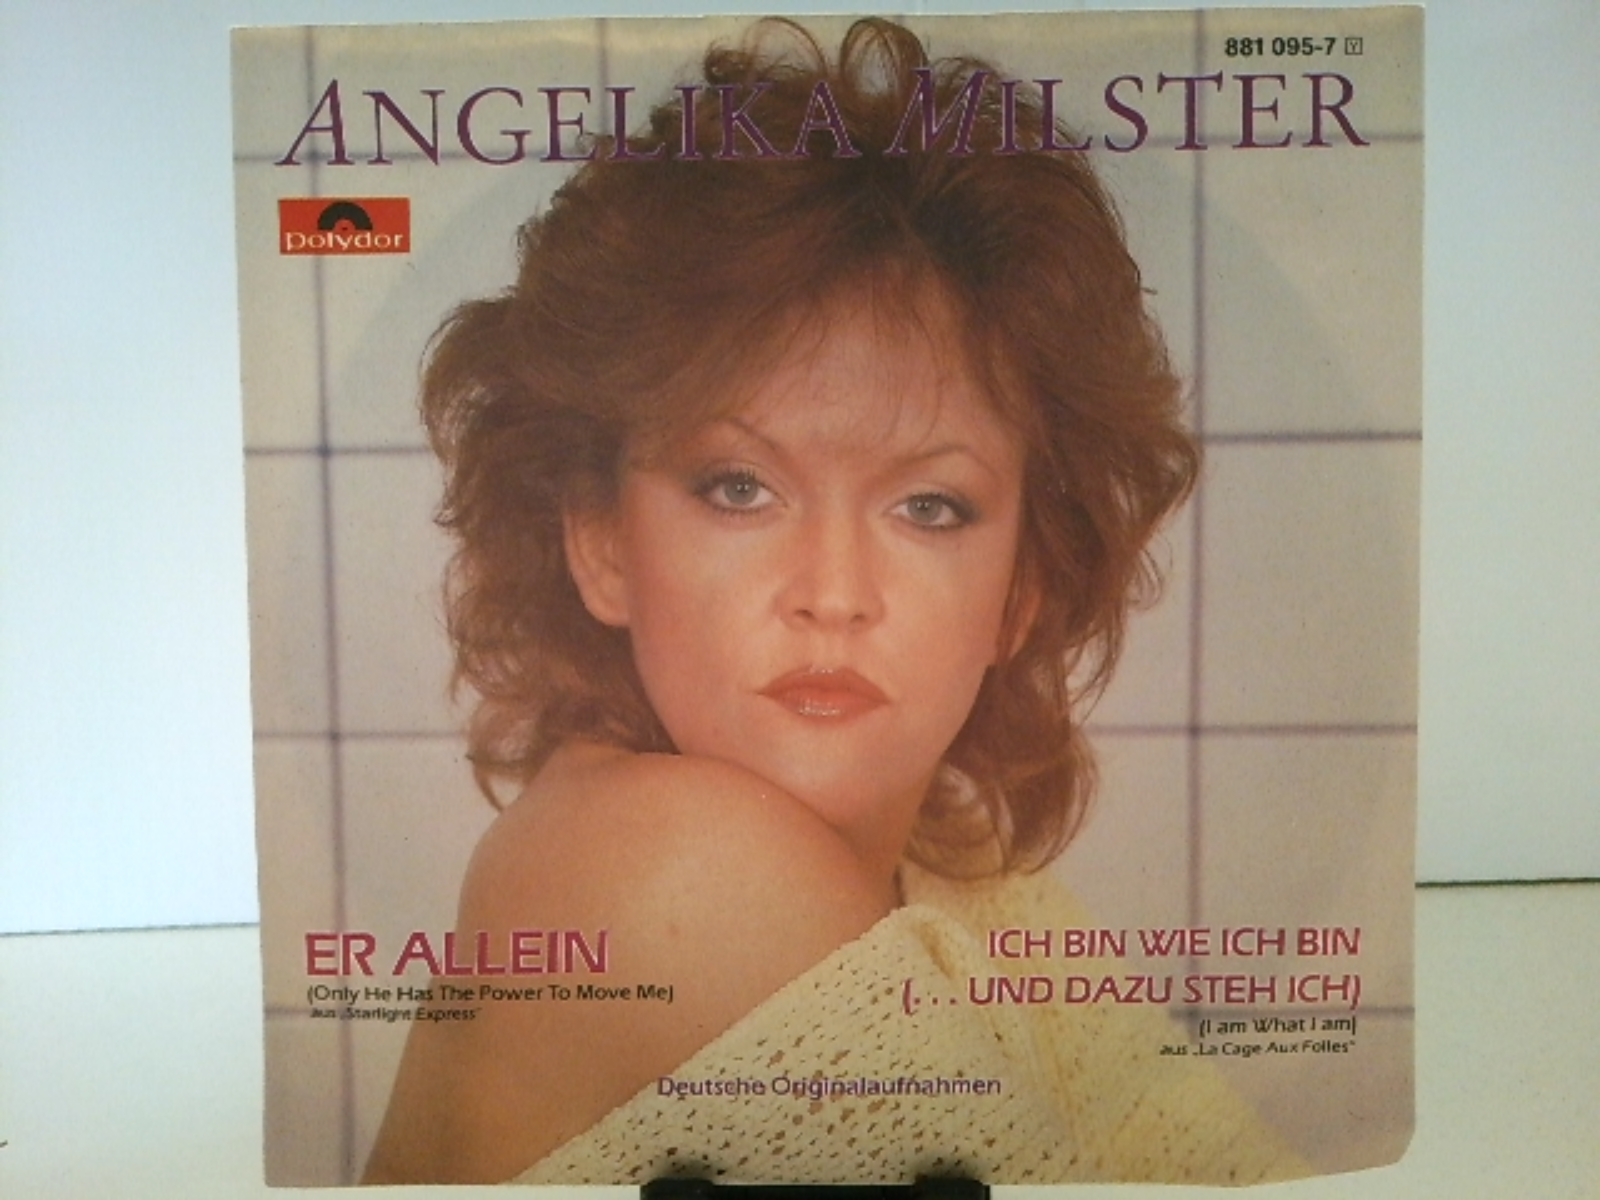 881 095-7 Y
ANGELIKA MILSTER
polydor
ER ALLEIN
(Only He Has The Power To Move Me)
aus „Starlight Express“
ICH BIN WIE ICH BIN
(... UND DAZU STEH ICH)
(I am What I am)
aus „La Cage Aux Folles“
Deutsche Originalaufnahmen